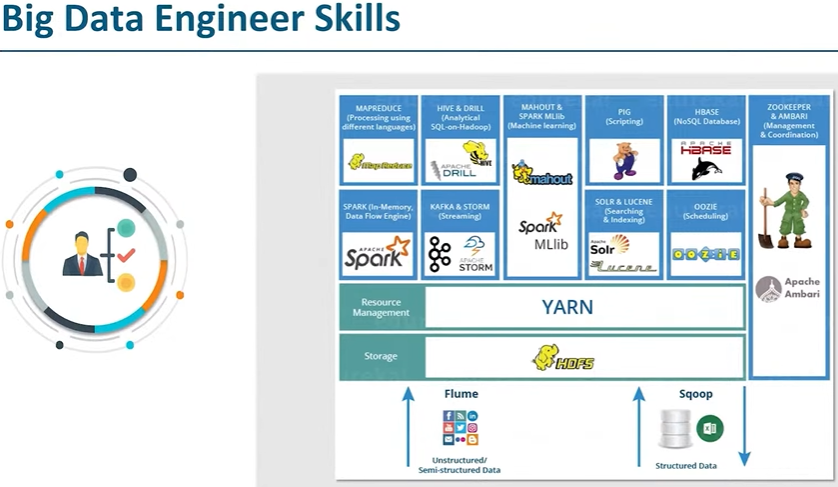 Big Data Engineer Skills
MAPREDUCE
(Processing using
different languages)
MapReduce
HIVE & DRILL
(Analytical
SQL-on-Hadoop)
HIVE
APACHE
DRILL
MAHOUT &
SPARK MLlib
(Machine learning)
mahout
Spark
MLlib
PIG
(Scripting)
HBASE
(NoSQL Database)
APACHE
HBASE
ZOOKEEPER
& AMBARI
(Management
& Coordination)
Apache
Ambari
SPARK (In-Memory,
Data Flow Engine)
APACHE
Spark
KAFKA & STORM
(Streaming)
APACHE
STORM
SOLR & LUCENE
(Searching
& Indexing)
Apache
Solr
Lucene
OOZIE
(Scheduling)
OOZIE
Resource
Management
YARN
Storage
HDFS
Flume
Unstructured/
Semi-structured Data
Sqoop
Structured Data